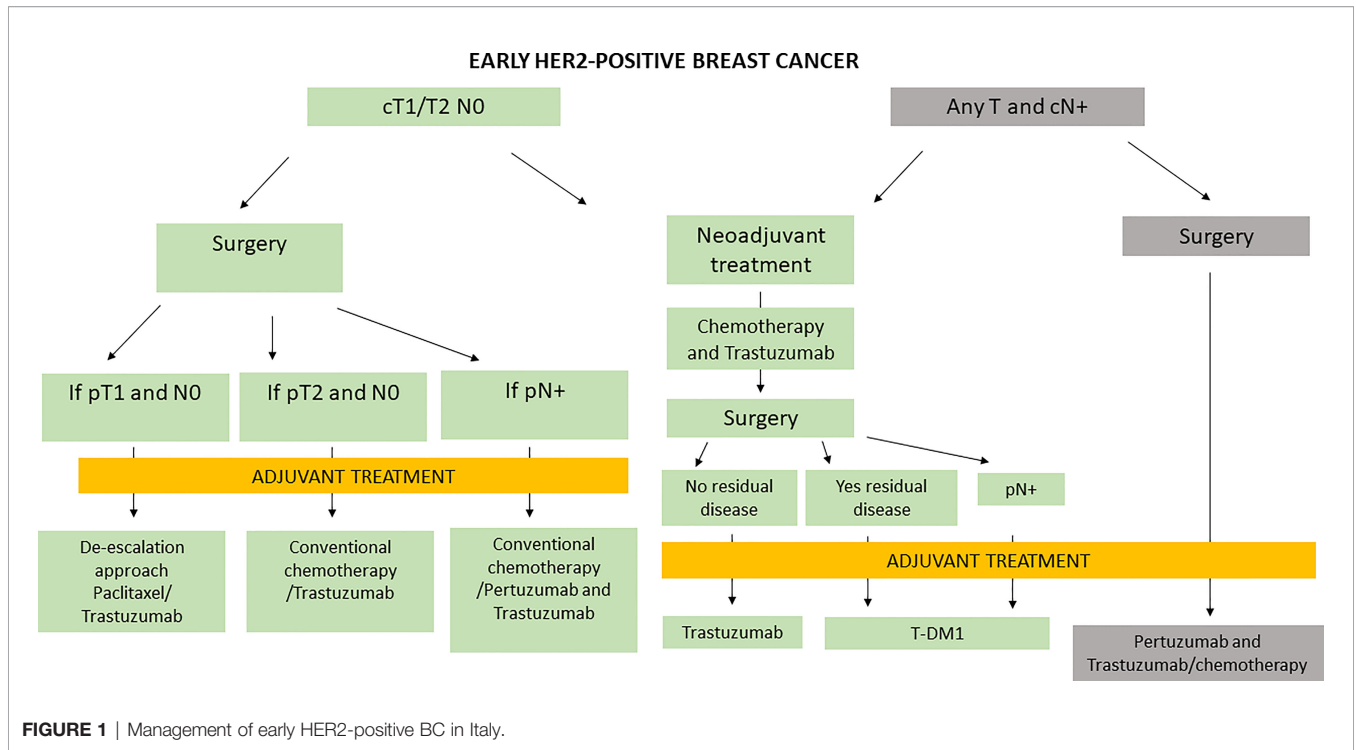 EARLY HER2-POSITIVE BREAST CANCER
cT1/T2 N0
Any T and cN+
Surgery
Neoadjuvant
treatment
Surgery
Chemotherapy
and Trastuzumab
If pT1 and N0
If pT2 and N0
If pN+
Surgery
ADJUVANT TREATMENT
No residual
disease
Yes residual
disease
pN+
De-escalation
approach
Paclitaxel/
Trastuzumab
Conventional
chemotherapy
/Trastuzumab
Conventional
chemotherapy
/Pertuzumab and
Trastuzumab
ADJUVANT TREATMENT
Trastuzumab
T-DM1
Pertuzumab and
Trastuzumab/chemotherapy
FIGURE 1 | Management of early HER2-positive BC in Italy.